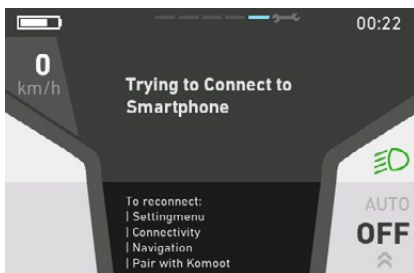 00:22
0
km/h
Trying to Connect to
Smartphone
To reconnect:
| Settingmenu
| Connectivity
| Navigation
| Pair with Komoot
AUTO
OFF